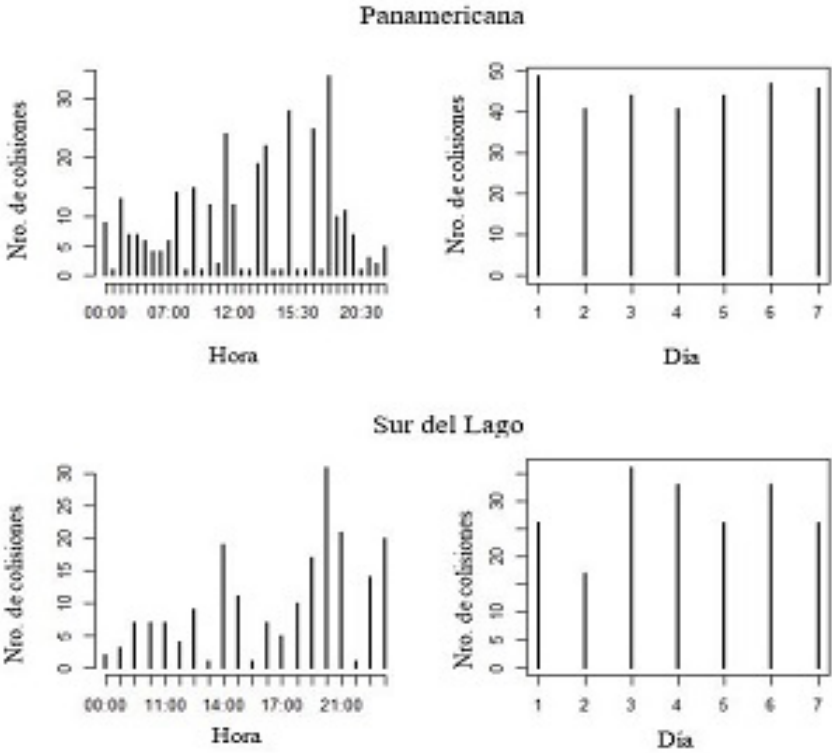 Panamericana
Nro. de colisiones
30
20
10
5
0
00:00 07:00 12:00 15:30 20:30
Hora
Nro. de colisiones
50
40
30
20
10
0
1 2 3 4 5 6 7
Día
Sur del Lago
Nro. de colisiones
30
25
20
15
10
5
0
00:00 11:00 14:00 17:00 21:00
Hora
Nro. de colisiones
30
20
10
5
0
1 2 3 4 5 6 7
Día